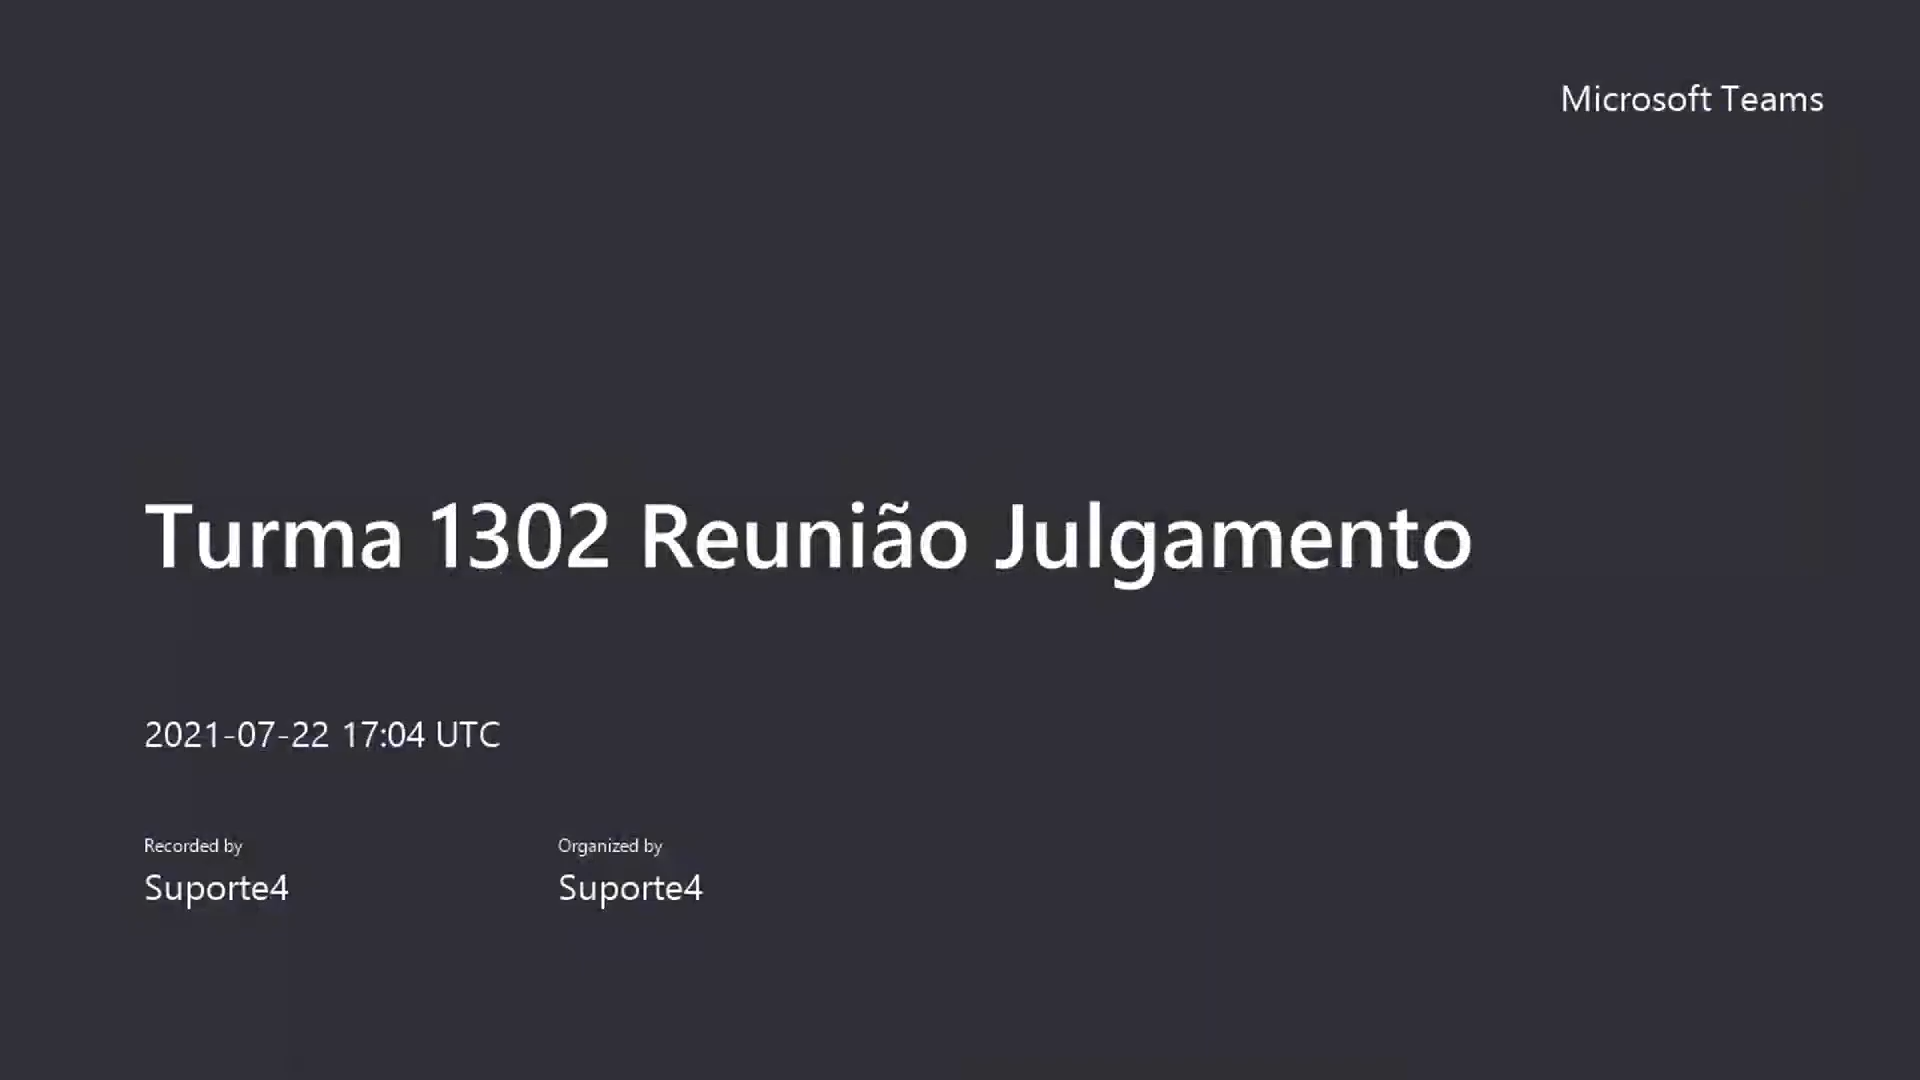 Microsoft Teams
Turma 1302 Reunião Julgamento
2021-07-22 17:04 UTC
Recorded by
Suporte4
Organized by
Suporte4